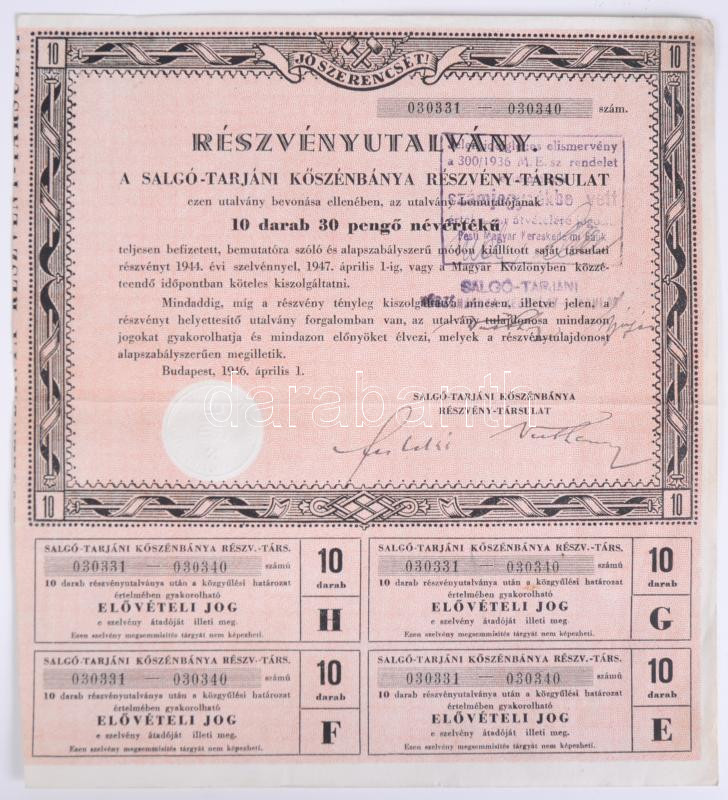 10
JÓ SZERENCSÉT!
10
030331 — 030340 szám.
RÉSZVÉNYUTALVÁNY.
A SALGÓ-TARJÁNI KŐSZÉNBÁNYA RÉSZVÉNY-TÁRSULAT
ezen utalvány bevonása ellenében, az utalvány bemutatójának
10 darab 30 pengő névértékű
teljesen befizetett, bemutatóra szóló és alapszabályszerű módon kiállított saját társulati
részvényt 1944. évi szelvénnyel, 1947. április 1-ig, vagy a Magyar Közlönyben közzé-
teendő időpontban köteles kiszolgáltatni.
Mindaddig, míg a részvény tényleg kiszolgáltatva nincsen, illetve jelen, a
részvényt helyettesítő utalvány forgalomban van, az utalvány tulajdonosa mindazon
jogokat gyakorolhatja és mindazon előnyöket élvezi, melyek a részvénytulajdonost
alapszabályszerűen megilletik.
Budapest, 1946. április 1.
elismervény
a 300/1936 M.E. sz rendelet
számjegyzékbe vett
Pesti Magyar Kereskedelmi Bank
SALGÓ-TARJÁNI
SALGÓ-TARJÁNI KŐSZÉNBÁNYA
RÉSZVÉNY-TÁRSULAT
darabanth
10
10
SALGÓ-TARJÁNI KŐSZÉNBÁNYA RÉSZV.-TÁRS.
030331 — 030340 számú
10 darab részvényutalványa után a közgyűlési határozat
értelmében gyakorolható
ELŐVÉTELI JOG
e szelvény átadóját illeti meg.
Ezen szelvény megsemmisítés tárgyát nem képezheti.
10
darab
H
SALGÓ-TARJÁNI KŐSZÉNBÁNYA RÉSZV.-TÁRS.
030331 — 030340 számú
10 darab részvényutalványa után a közgyűlési határozat
értelmében gyakorolható
ELŐVÉTELI JOG
e szelvény átadóját illeti meg.
Ezen szelvény megsemmisítés tárgyát nem képezheti.
10
darab
G
SALGÓ-TARJÁNI KŐSZÉNBÁNYA RÉSZV.-TÁRS.
030331 — 030340 számú
10 darab részvényutalványa után a közgyűlési határozat
értelmében gyakorolható
ELŐVÉTELI JOG
e szelvény átadóját illeti meg.
Ezen szelvény megsemmisítés tárgyát nem képezheti.
10
darab
F
SALGÓ-TARJÁNI KŐSZÉNBÁNYA RÉSZV.-TÁRS.
030331 — 030340 számú
10 darab részvényutalványa után a közgyűlési határozat
értelmében gyakorolható
ELŐVÉTELI JOG
e szelvény átadóját illeti meg.
Ezen szelvény megsemmisítés tárgyát nem képezheti.
10
darab
E